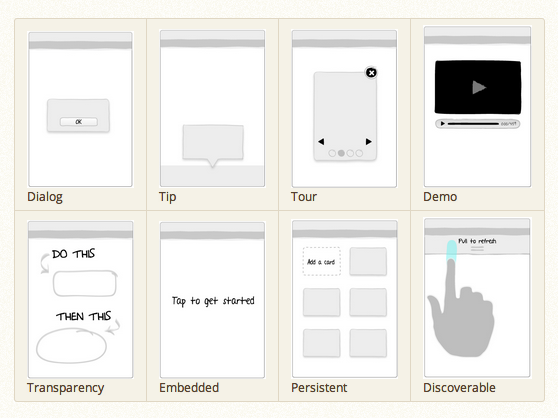 OK
Dialog
Tip
Tour
Demo
DO THIS
THEN THIS
Transparency
Tap to get started
Embedded
Add a card
Persistent
Pull to refresh
Discoverable